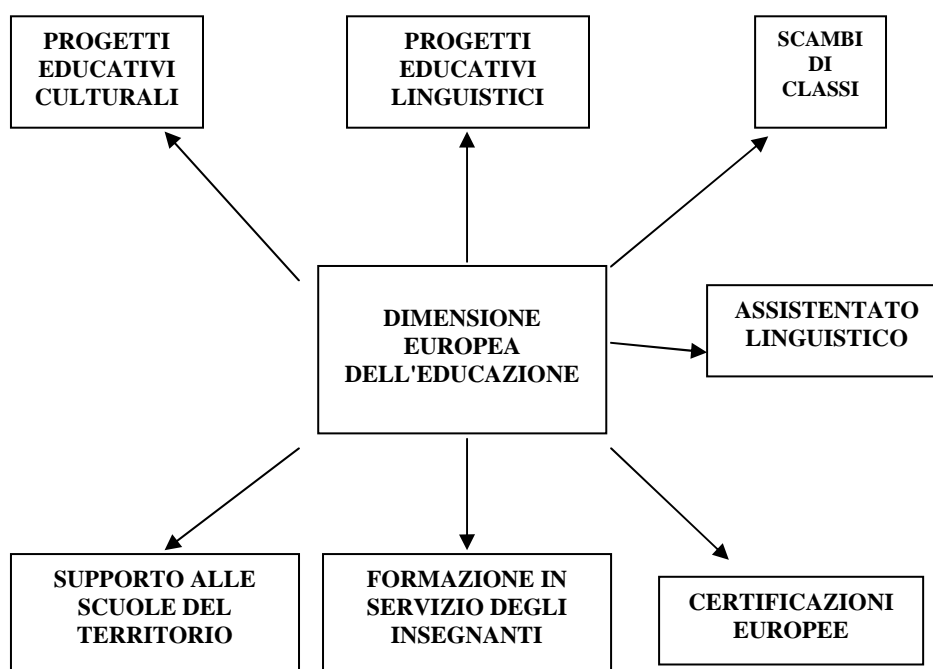 PROGETTI
EDUCATIVI
CULTURALI
PROGETTI
EDUCATIVI
LINGUISTICI
SCAMBI
DI
CLASSI
DIMENSIONE
EUROPEA
DELL'EDUCAZIONE
ASSISTENTATO
LINGUISTICO
SUPPORTO ALLE
SCUOLE DEL
TERRITORIO
FORMAZIONE IN
SERVIZIO DEGLI
INSEGNANTI
CERTIFICAZIONI
EUROPEE